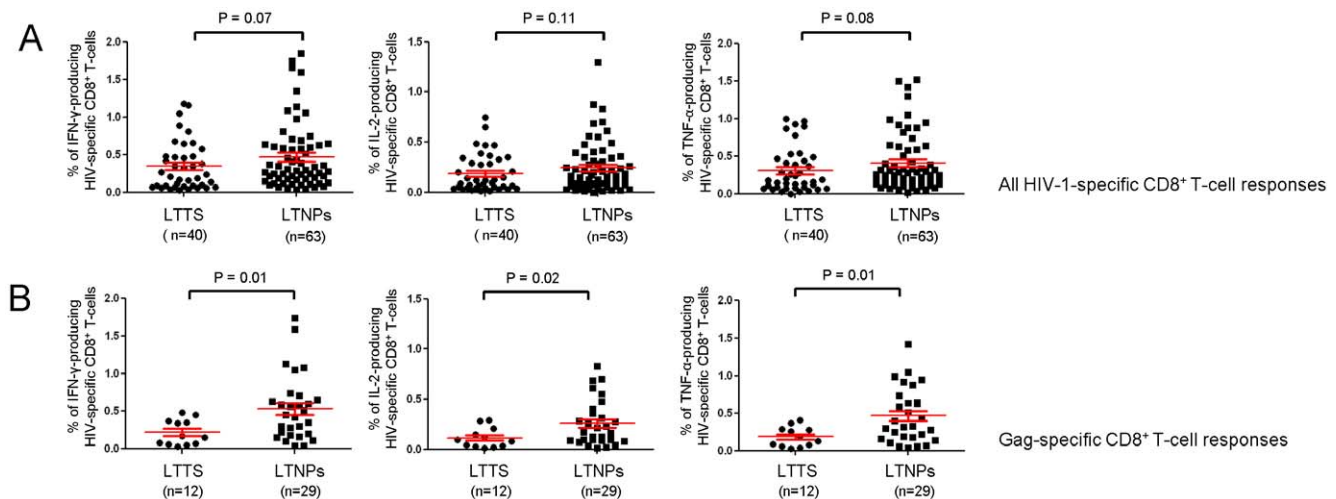 A
P = 0.07
% of IFN-γ-producing
HIV-specific CD8+ T-cells
2.0
1.5
1.0
0.5
0.0
LTTS
LTNPs
( n=40)
(n=63)
P = 0.11
% of IL-2-producing
HIV-specific CD8+ T-cells
1.5
1.0
0.5
0.0
LTTS
LTNPs
( n=40)
(n=63)
P = 0.08
% of TNF-α-producing
HIV-specific CD8+ T-cells
2.0
1.5
1.0
0.5
0.0
LTTS
LTNPs
( n=40)
(n=63)
All HIV-1-specific CD8+ T-cell responses
B
P = 0.01
% of IFN-γ-producing
HIV-specific CD8+ T-cells
2.0
1.5
1.0
0.5
0.0
LTTS
LTNPs
(n=12)
(n=29)
P = 0.02
% of IL-2-producing
HIV-specific CD8+ T-cells
1.5
1.0
0.5
0.0
LTTS
LTNPs
(n=12)
(n=29)
P = 0.01
% of TNF-α-producing
HIV-specific CD8+ T-cells
2.0
1.5
1.0
0.5
0.0
LTTS
LTNPs
(n=12)
(n=29)
Gag-specific CD8+ T-cell responses